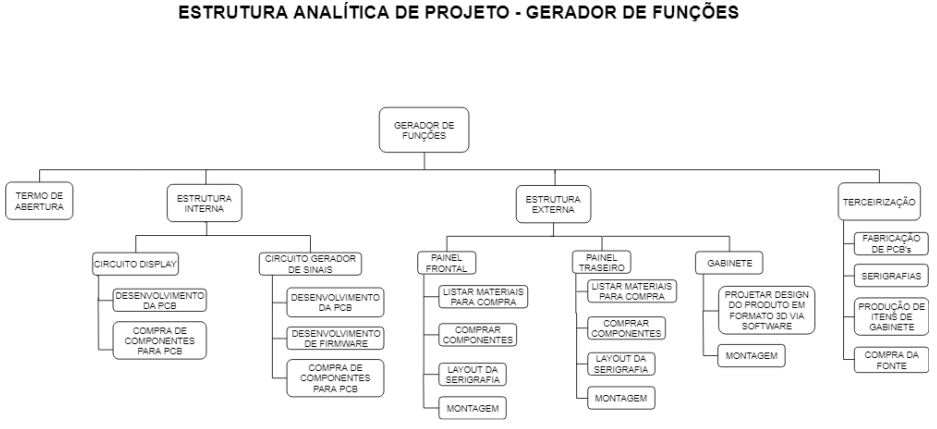 ESTRUTURA ANALÍTICA DE PROJETO - GERADOR DE FUNÇÕES
GERADOR DE
FUNÇÕES
TERMO DE
ABERTURA
ESTRUTURA
INTERNA
ESTRUTURA
EXTERNA
TERCEIRIZAÇÃO
CIRCUITO DISPLAY
DESENVOLVIMENTO
DA PCB
COMPRA DE
COMPONENTES
PARA PCB
CIRCUITO GERADOR
DE SINAIS
DESENVOLVIMENTO
DA PCB
DESENVOLVIMENTO
DE FIRMWARE
COMPRA DE
COMPONENTES
PARA PCB
PAINEL
FRONTAL
LISTAR MATERIAIS
PARA COMPRA
COMPRAR
COMPONENTES
LAYOUT DA
SERIGRAFIA
MONTAGEM
PAINEL
TRASEIRO
LISTAR MATERIAIS
PARA COMPRA
COMPRAR
COMPONENTES
LAYOUT DA
SERIGRAFIA
MONTAGEM
GABINETE
PROJETAR DESIGN
DO PRODUTO EM
FORMATO 3D VIA
SOFTWARE
MONTAGEM
FABRICAÇÃO
DE PCB's
SERIGRAFIAS
PRODUÇÃO DE
ITENS DE
GABINETE
COMPRA DA
FONTE